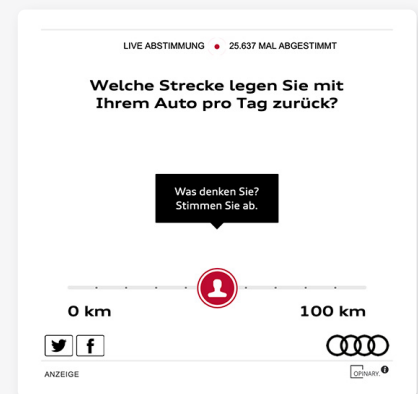 LIVE ABSTIMMUNG ● 25.637 MAL ABGESTIMMT
Welche Strecke legen Sie mit
Ihrem Auto pro Tag zurück?
Was denken Sie?
Stimmen Sie ab.
0 km 100 km
ANZEIGE OPINARY.